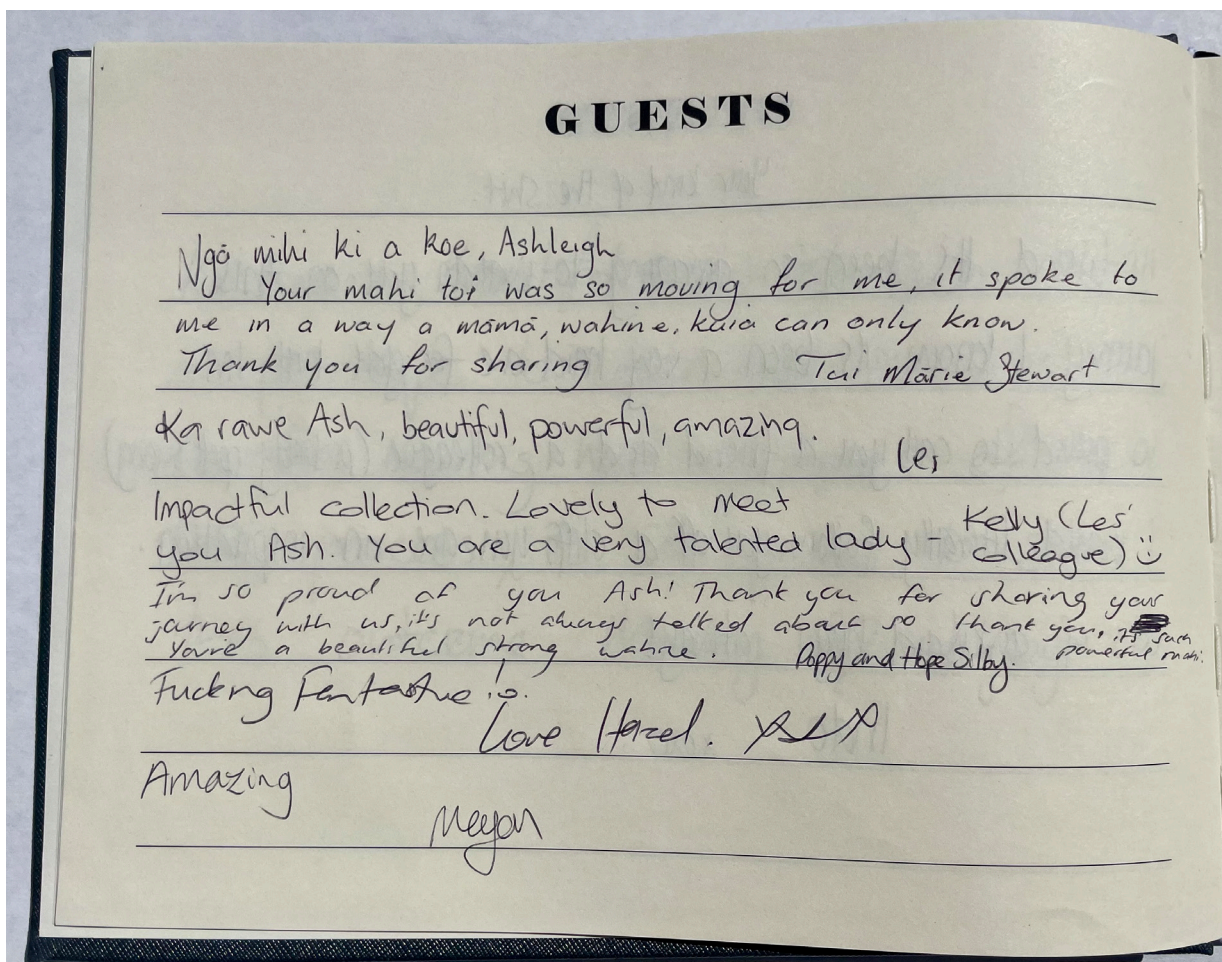 GUESTS
Ngā mihi ki a koe, Ashleigh
Your mahi toi was so moving for me, it spoke to
me in a way a māmā, wahine, kuia can only know.
Thank you for sharing Tui Mārie Stewart
Ka rawe Ash, beautiful, powerful, amazing.
Les
Impactful collection. Lovely to meet
you Ash. You are a very talented lady - Kelly (Les'
colleague) :)
I'm so proud of you Ash! Thank you for sharing your
journey with us, it's not always talked about so thank you, it's such
powerful mahi.
You're a beautiful strong wahine. Poppy and Hope Silby.
Fucking Fantastic!
Love Hazel. xxx
Amazing
Megan